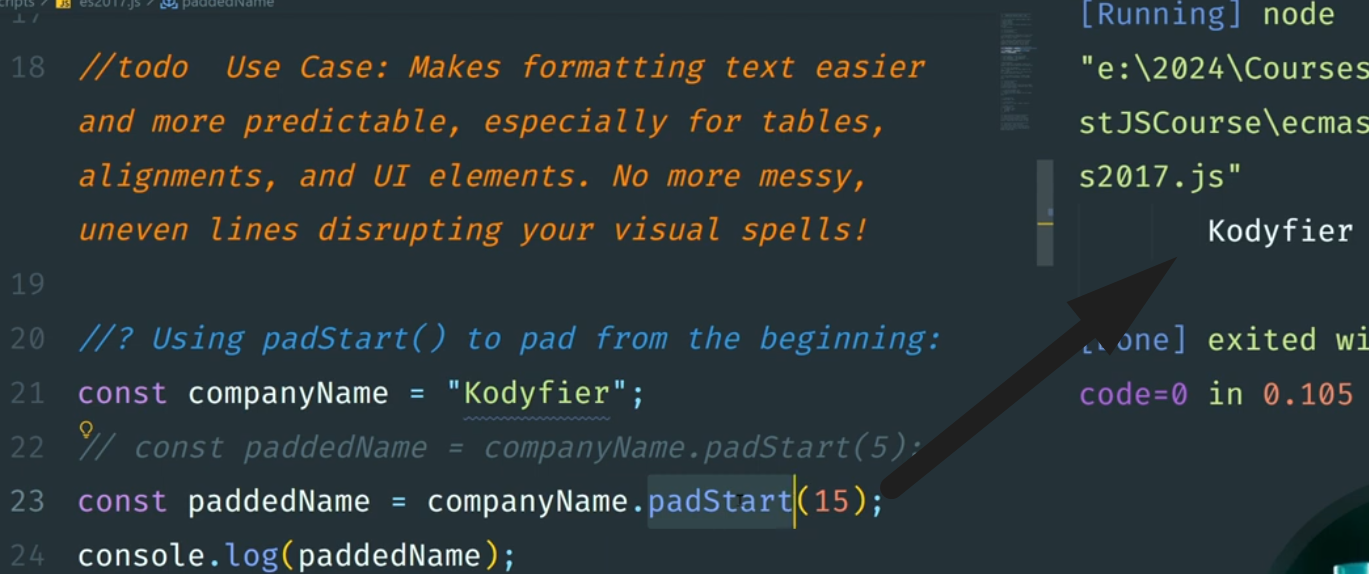 es2017.js paddedName
17
18 //todo Use Case: Makes formatting text easier
and more predictable, especially for tables,
alignments, and UI elements. No more messy,
uneven lines disrupting your visual spells!
19
20 //? Using padStart() to pad from the beginning:
21 const companyName = "Kodyfier";
22 // const paddedName = companyName.padStart(5);
23 const paddedName = companyName.padStart(15);
24 console.log(paddedName);
[Running] node
"e:\2024\Courses
stJSCourse\ecmas
s2017.js"
Kodyfier
[Done] exited wi
code=0 in 0.105